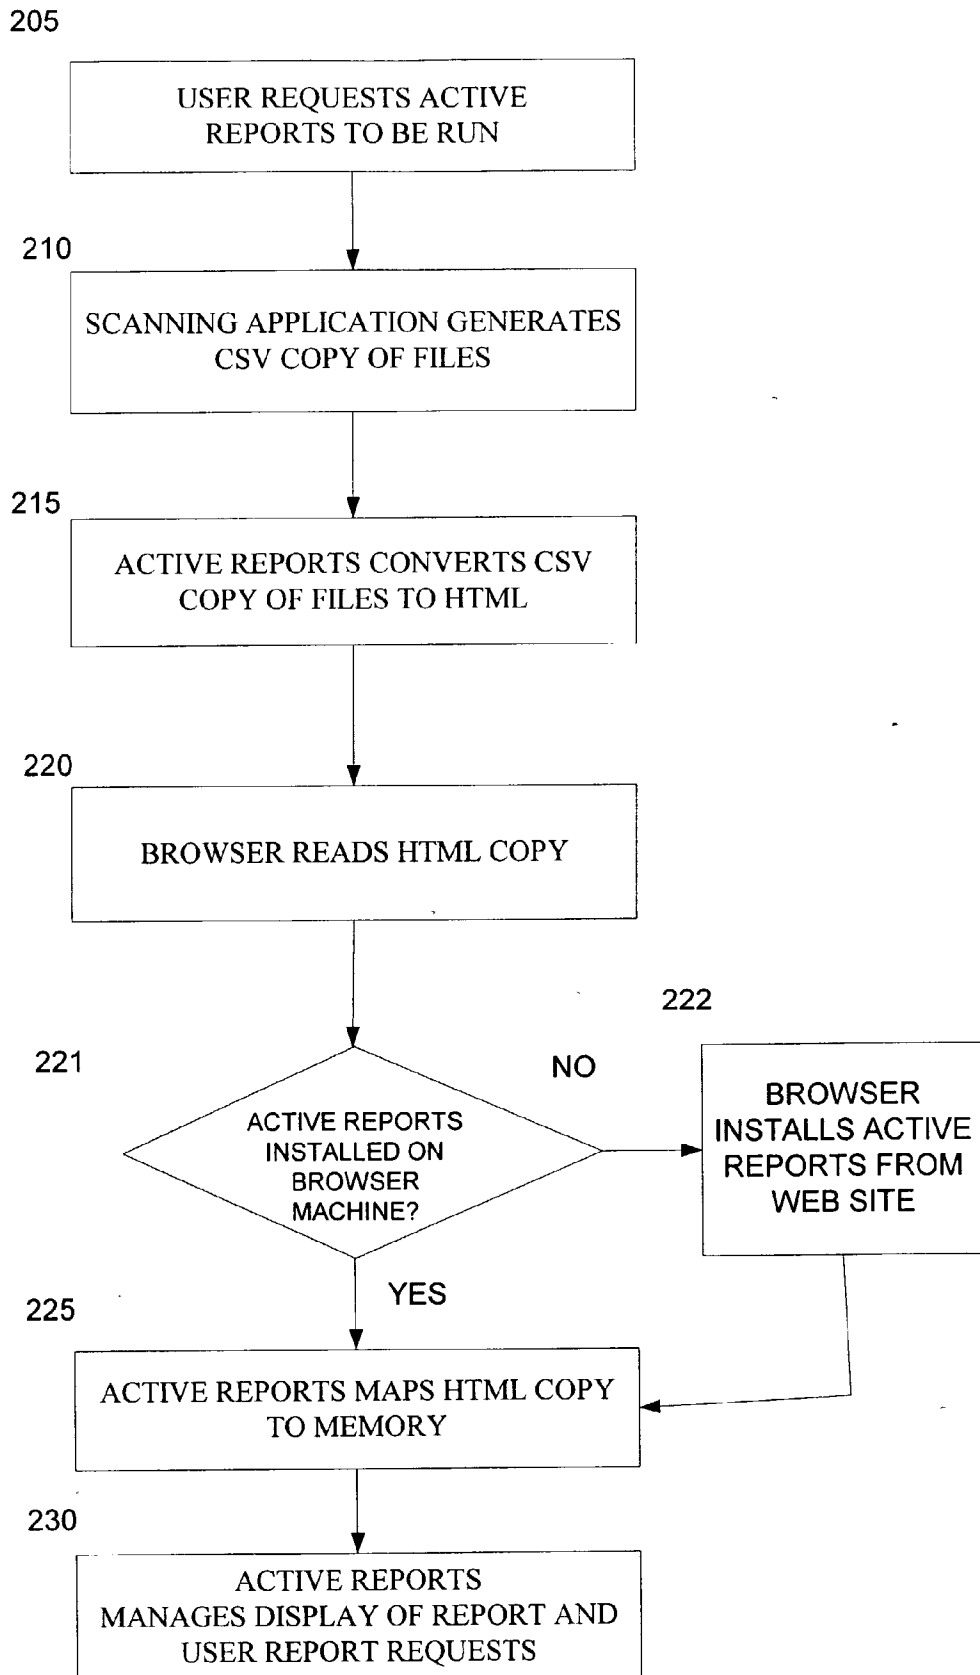 205
USER REQUESTS ACTIVE
REPORTS TO BE RUN
210
SCANNING APPLICATION GENERATES
CSV COPY OF FILES
215
ACTIVE REPORTS CONVERTS CSV
COPY OF FILES TO HTML
220
BROWSER READS HTML COPY
221
ACTIVE REPORTS
INSTALLED ON
BROWSER
MACHINE?
NO
222
BROWSER
INSTALLS ACTIVE
REPORTS FROM
WEB SITE
YES
225
ACTIVE REPORTS MAPS HTML COPY
TO MEMORY
230
ACTIVE REPORTS
MANAGES DISPLAY OF REPORT AND
USER REPORT REQUESTS